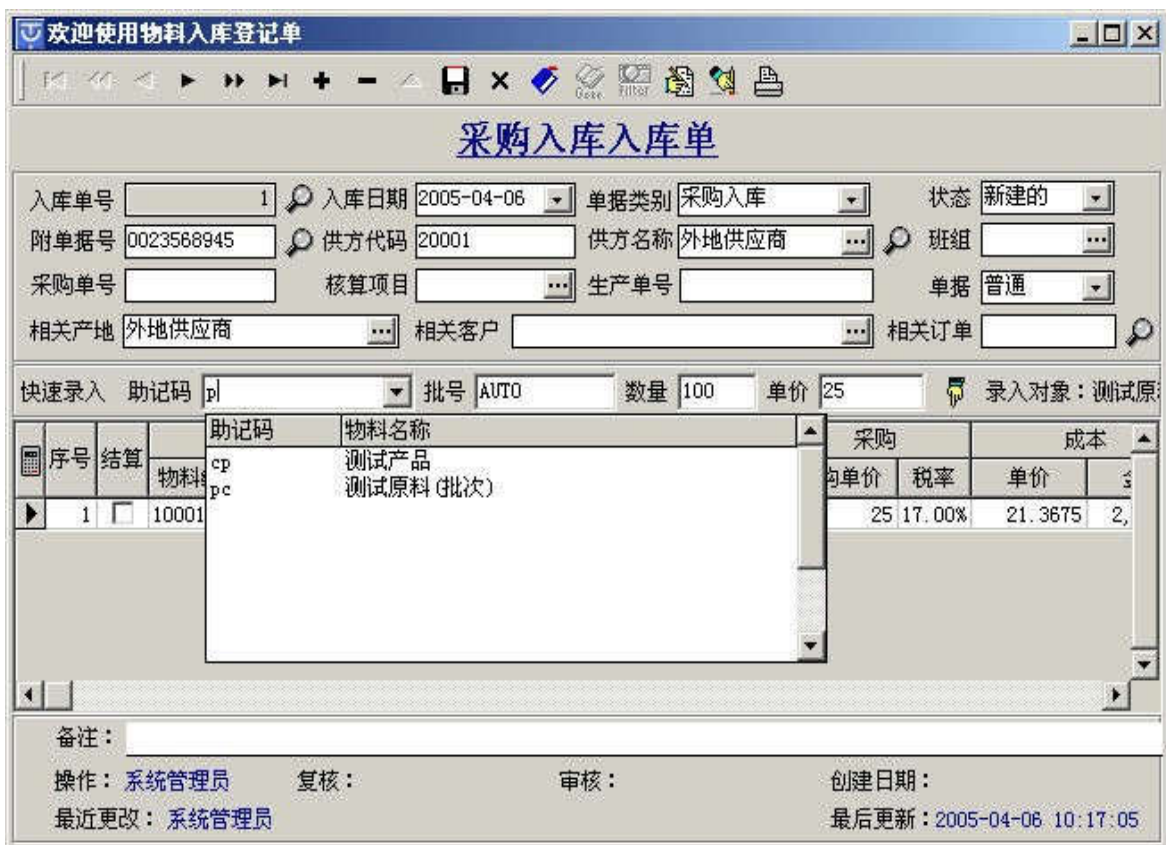 欢迎使用物料入库登记单
Filter
采购入库入库单
入库单号 1 入库日期 2005-04-06 单据类别 采购入库 状态 新建的
附单据号 0023568945 供方代码 20001 供方名称 外地供应商 班组
采购单号 核算项目 生产单号 单据 普通
相关产地 外地供应商 相关客户 相关订单
快速录入 助记码 p 批号 AUTO 数量 100 单价 25 录入对象：测试原
助记码 物料名称
cp 测试产品
pc 测试原料(批次)
序号 结算 物料 采购 成本
购单价 税率 单价
1 10001 25 17.00% 21.3675 2,
备注：
操作：系统管理员 复核： 审核： 创建日期：
最近更改：系统管理员 最后更新：2005-04-06 10:17:05